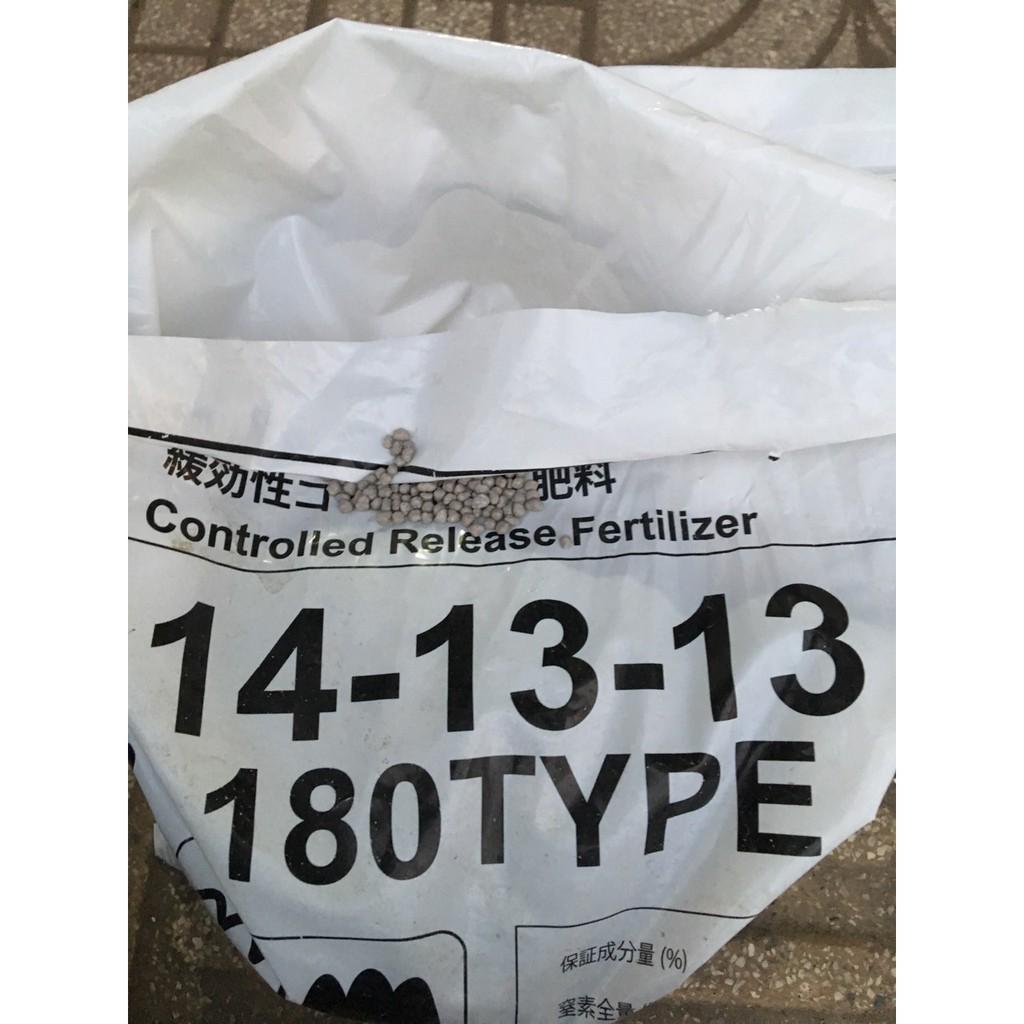 緩効性コ 肥料
Controlled Release Fertilizer
14-13-13
180TYPE
保証成分量 (%)
窒素全量